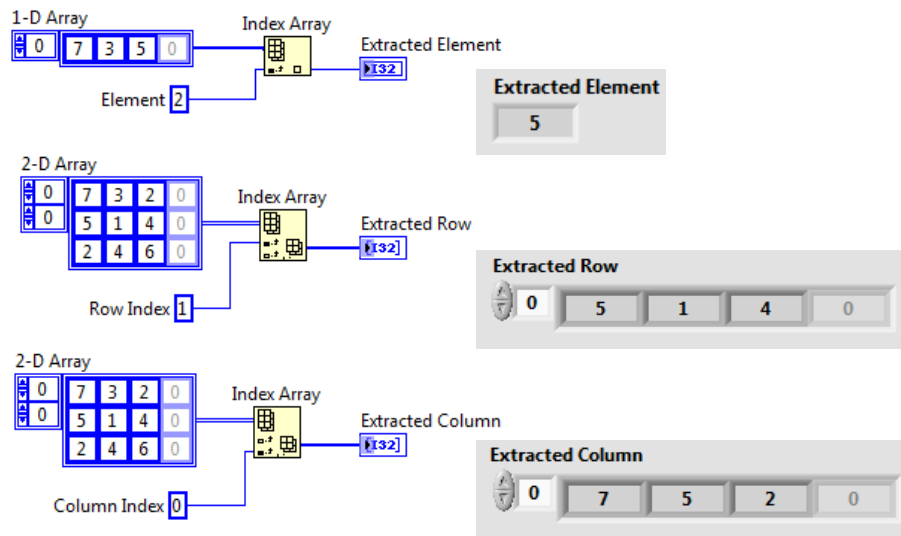 1-D Array
Index Array
0 7 3 5 0
Extracted Element
I32
Element 2
Extracted Element
5
2-D Array
Index Array
0 7 3 2 0
0 5 1 4 0
2 4 6 0
Extracted Row
[I32]
Row Index 1
Extracted Row
0 5 1 4 0
2-D Array
Index Array
0 7 3 2 0
0 5 1 4 0
2 4 6 0
Extracted Column
[I32]
Column Index 0
Extracted Column
0 7 5 2 0